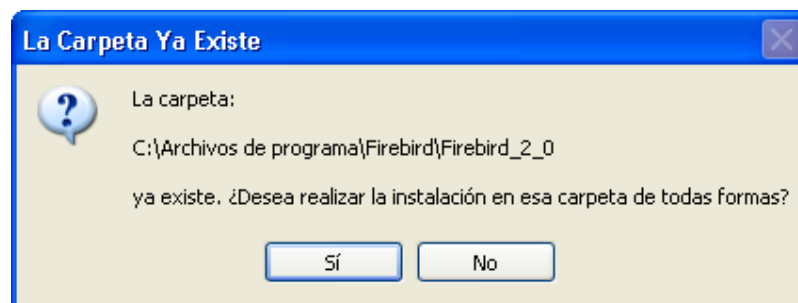 La Carpeta Ya Existe
La carpeta:
C:\Archivos de programa\Firebird\Firebird_2_0
ya existe. ¿Desea realizar la instalación en esa carpeta de todas formas?
Sí
No